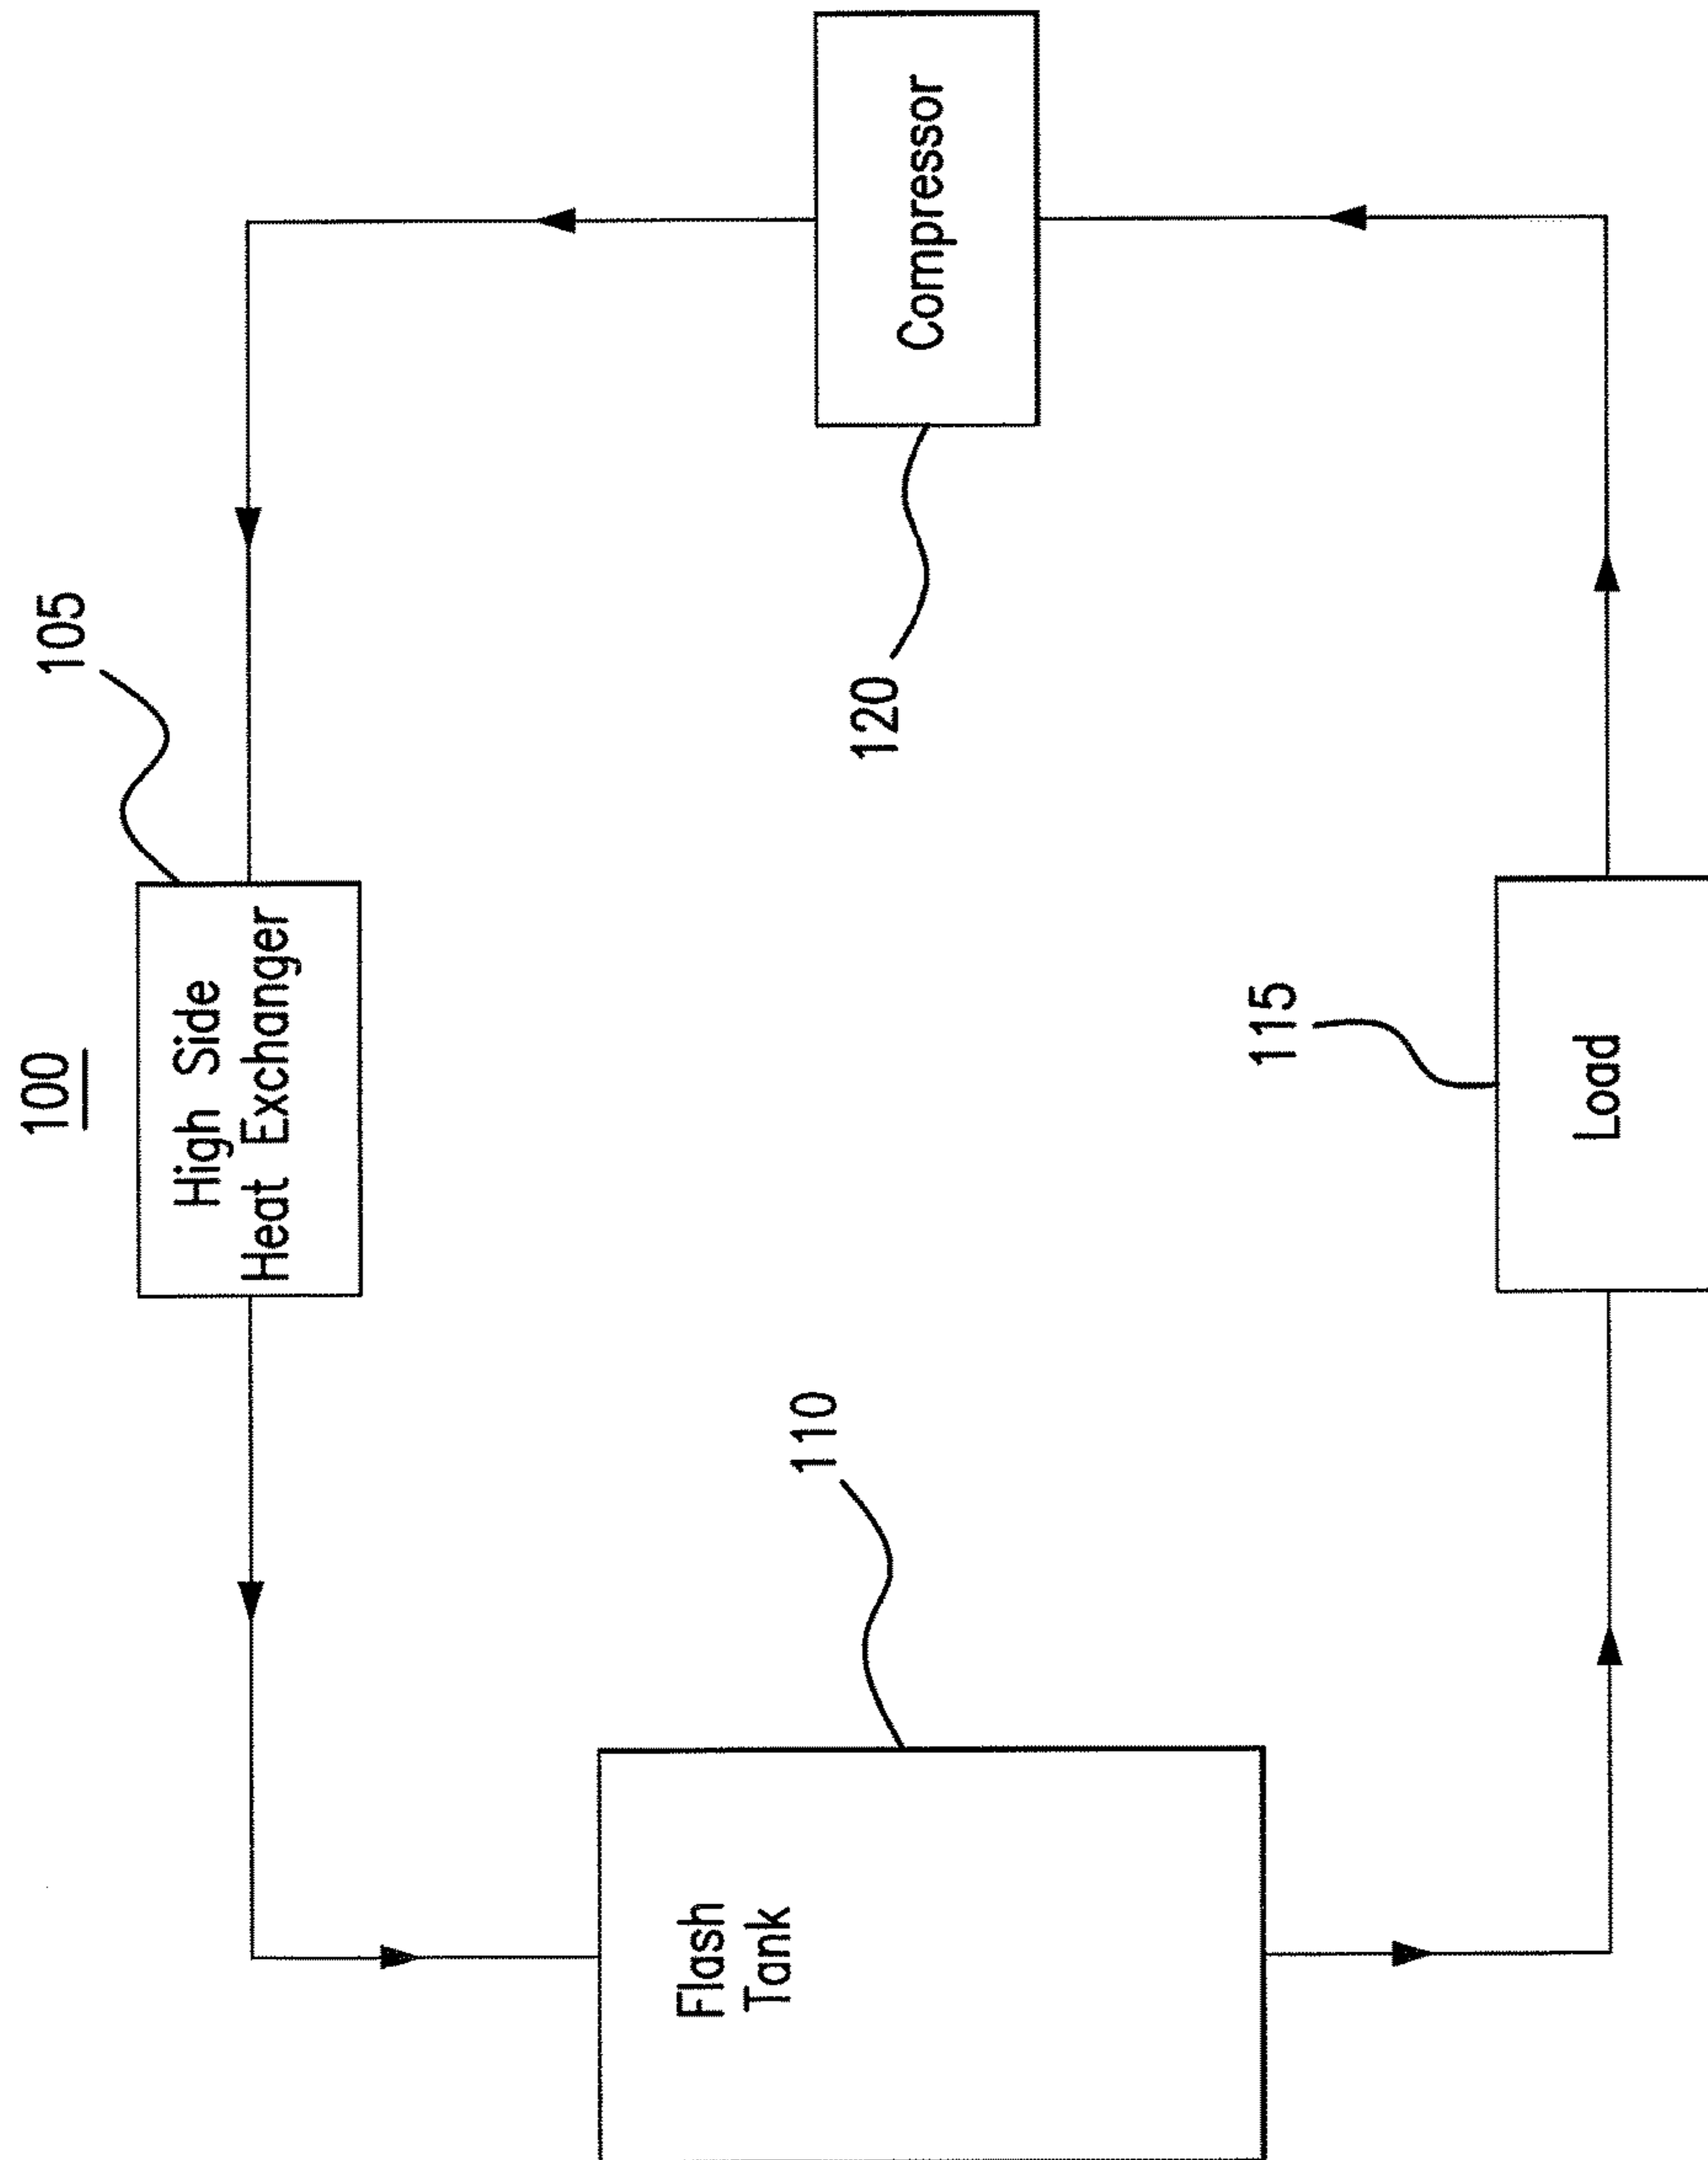 100
105
High Side
Heat Exchanger
110
Flash
Tank
120
Compressor
115
Load